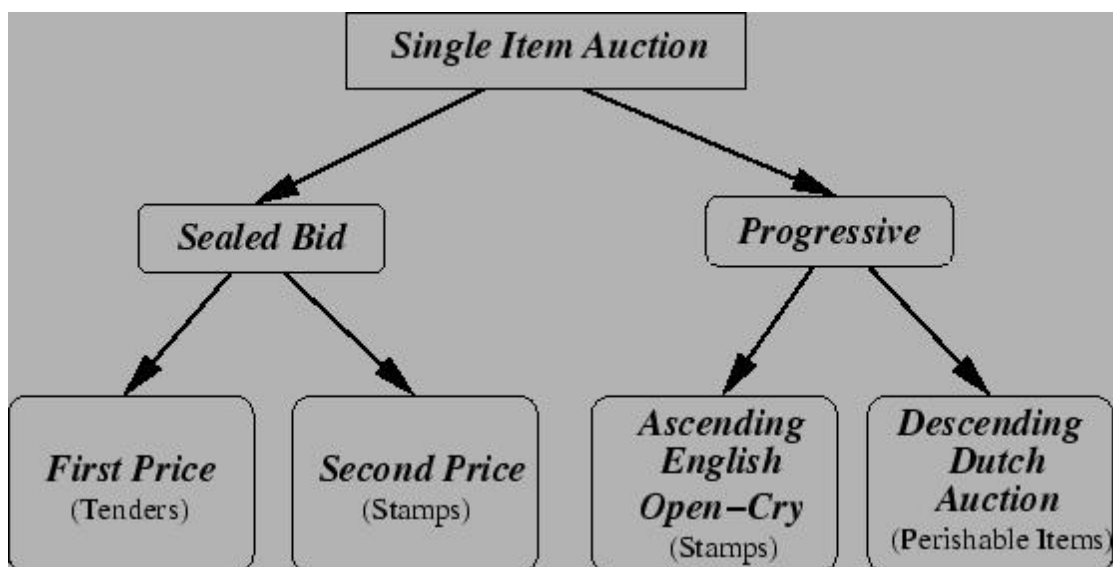 Single Item Auction
Sealed Bid
Progressive
First Price
(Tenders)
Second Price
(Stamps)
Ascending
English
Open-Cry
(Stamps)
Descending
Dutch
Auction
(Perishable Items)